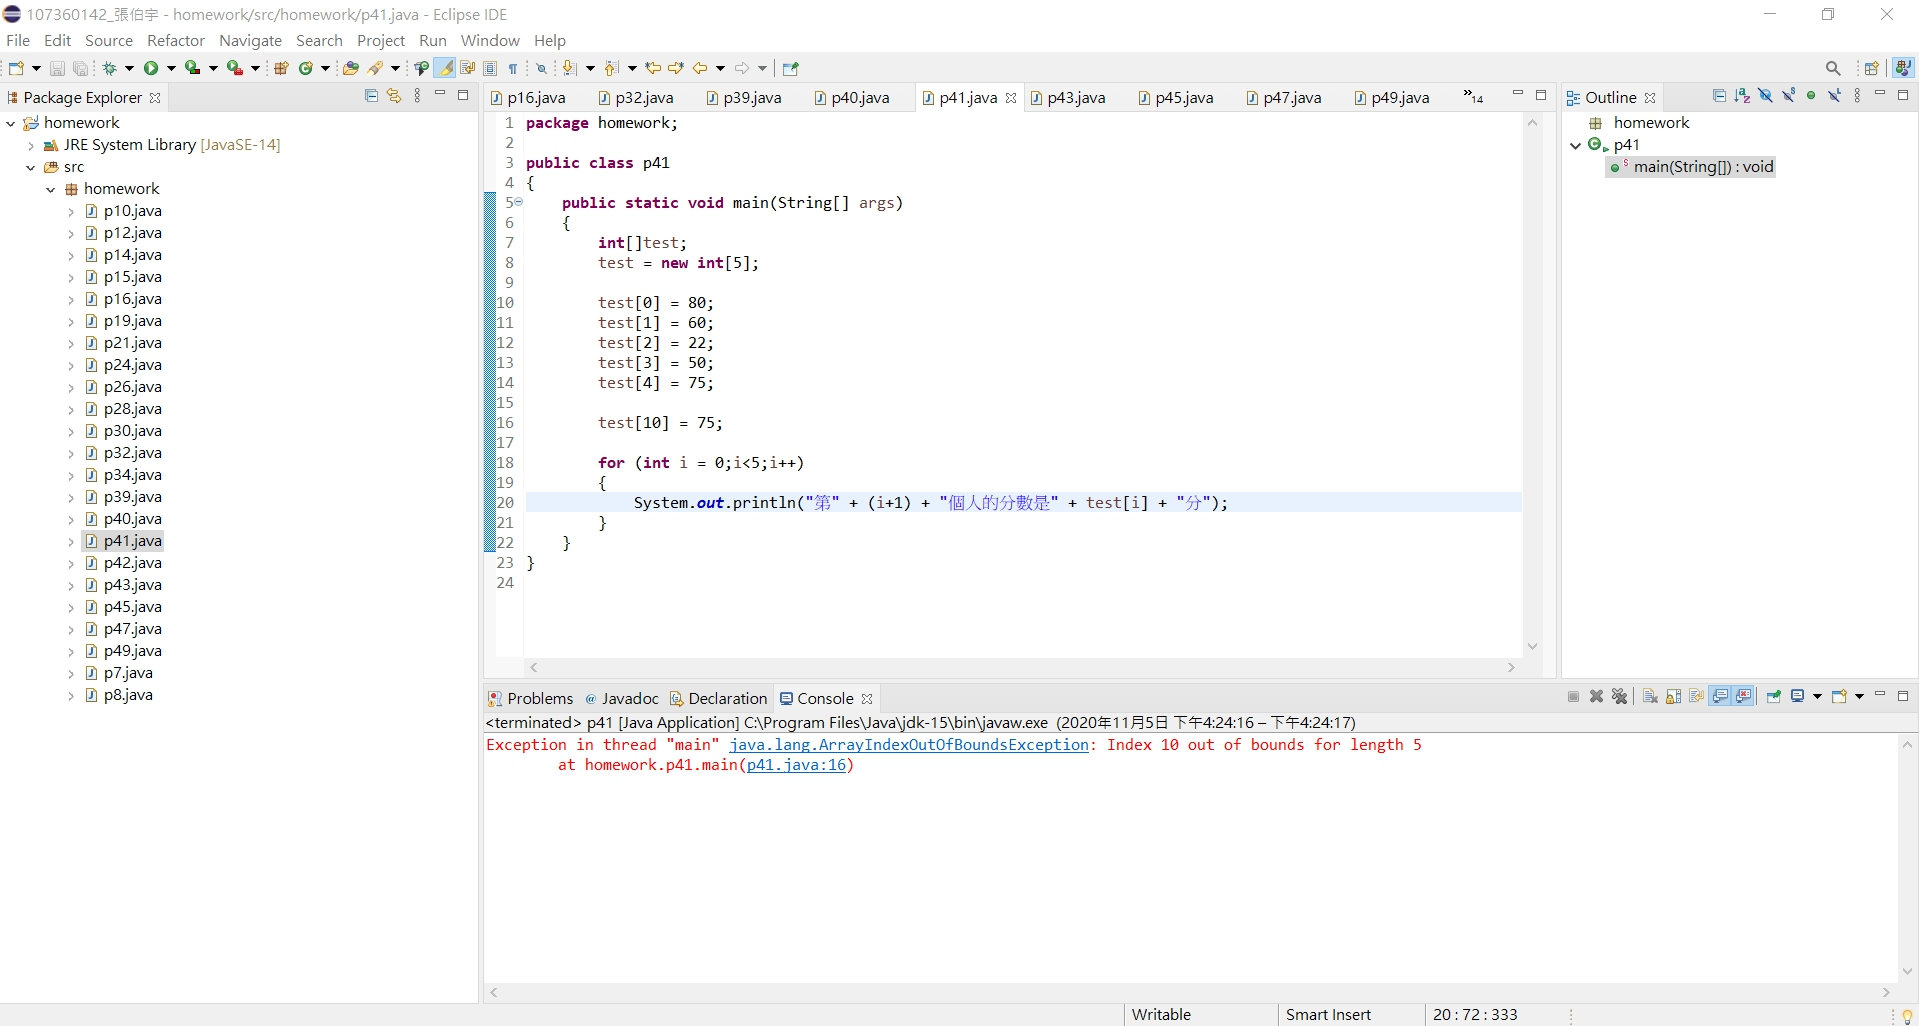 107360142_張伯宇 - homework/src/homework/p41.java - Eclipse IDE
File Edit Source Refactor Navigate Search Project Run Window Help
Package Explorer
homework
JRE System Library [JavaSE-14]
src
homework
p10.java
p12.java
p14.java
p15.java
p16.java
p19.java
p21.java
p24.java
p26.java
p28.java
p30.java
p32.java
p34.java
p39.java
p40.java
p41.java
p42.java
p43.java
p45.java
p47.java
p49.java
p7.java
p8.java
p16.java p32.java p39.java p40.java p41.java p43.java p45.java p47.java p49.java »14
1 package homework;
2
3 public class p41
4 {
5 public static void main(String[] args)
6 {
7 int[]test;
8 test = new int[5];
9
10 test[0] = 80;
11 test[1] = 60;
12 test[2] = 22;
13 test[3] = 50;
14 test[4] = 75;
15
16 test[10] = 75;
17
18 for (int i = 0;i<5;i++)
19 {
20 System.out.println("第" + (i+1) + "個人的分數是" + test[i] + "分");
21 }
22 }
23 }
24
Outline
homework
p41
main(String[]) : void
Problems @ Javadoc Declaration Console
<terminated> p41 [Java Application] C:\Program Files\Java\jdk-15\bin\javaw.exe (2020年11月5日 下午4:24:16 – 下午4:24:17)
Exception in thread "main" java.lang.ArrayIndexOutOfBoundsException: Index 10 out of bounds for length 5
at homework.p41.main(p41.java:16)
Writable Smart Insert 20 : 72 : 333